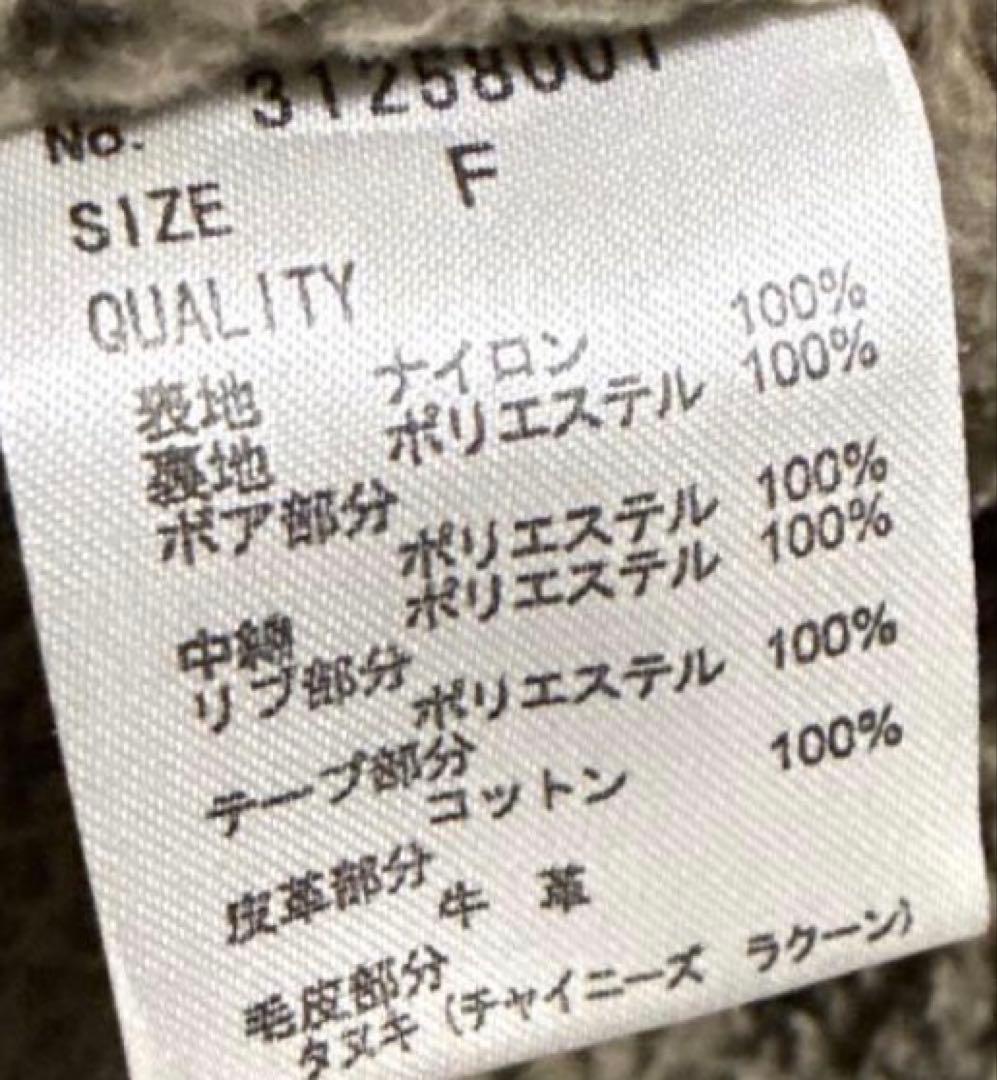 No. 31258001
SIZE F
QUALITY
表地 ナイロン 100%
裏地 ポリエステル 100%
ボア部分
ポリエステル 100%
中綿 ポリエステル 100%
リブ部分
ポリエステル 100%
テープ部分
コットン 100%
皮革部分
牛 革
毛皮部分
タヌキ (チャイニーズ ラクーン)